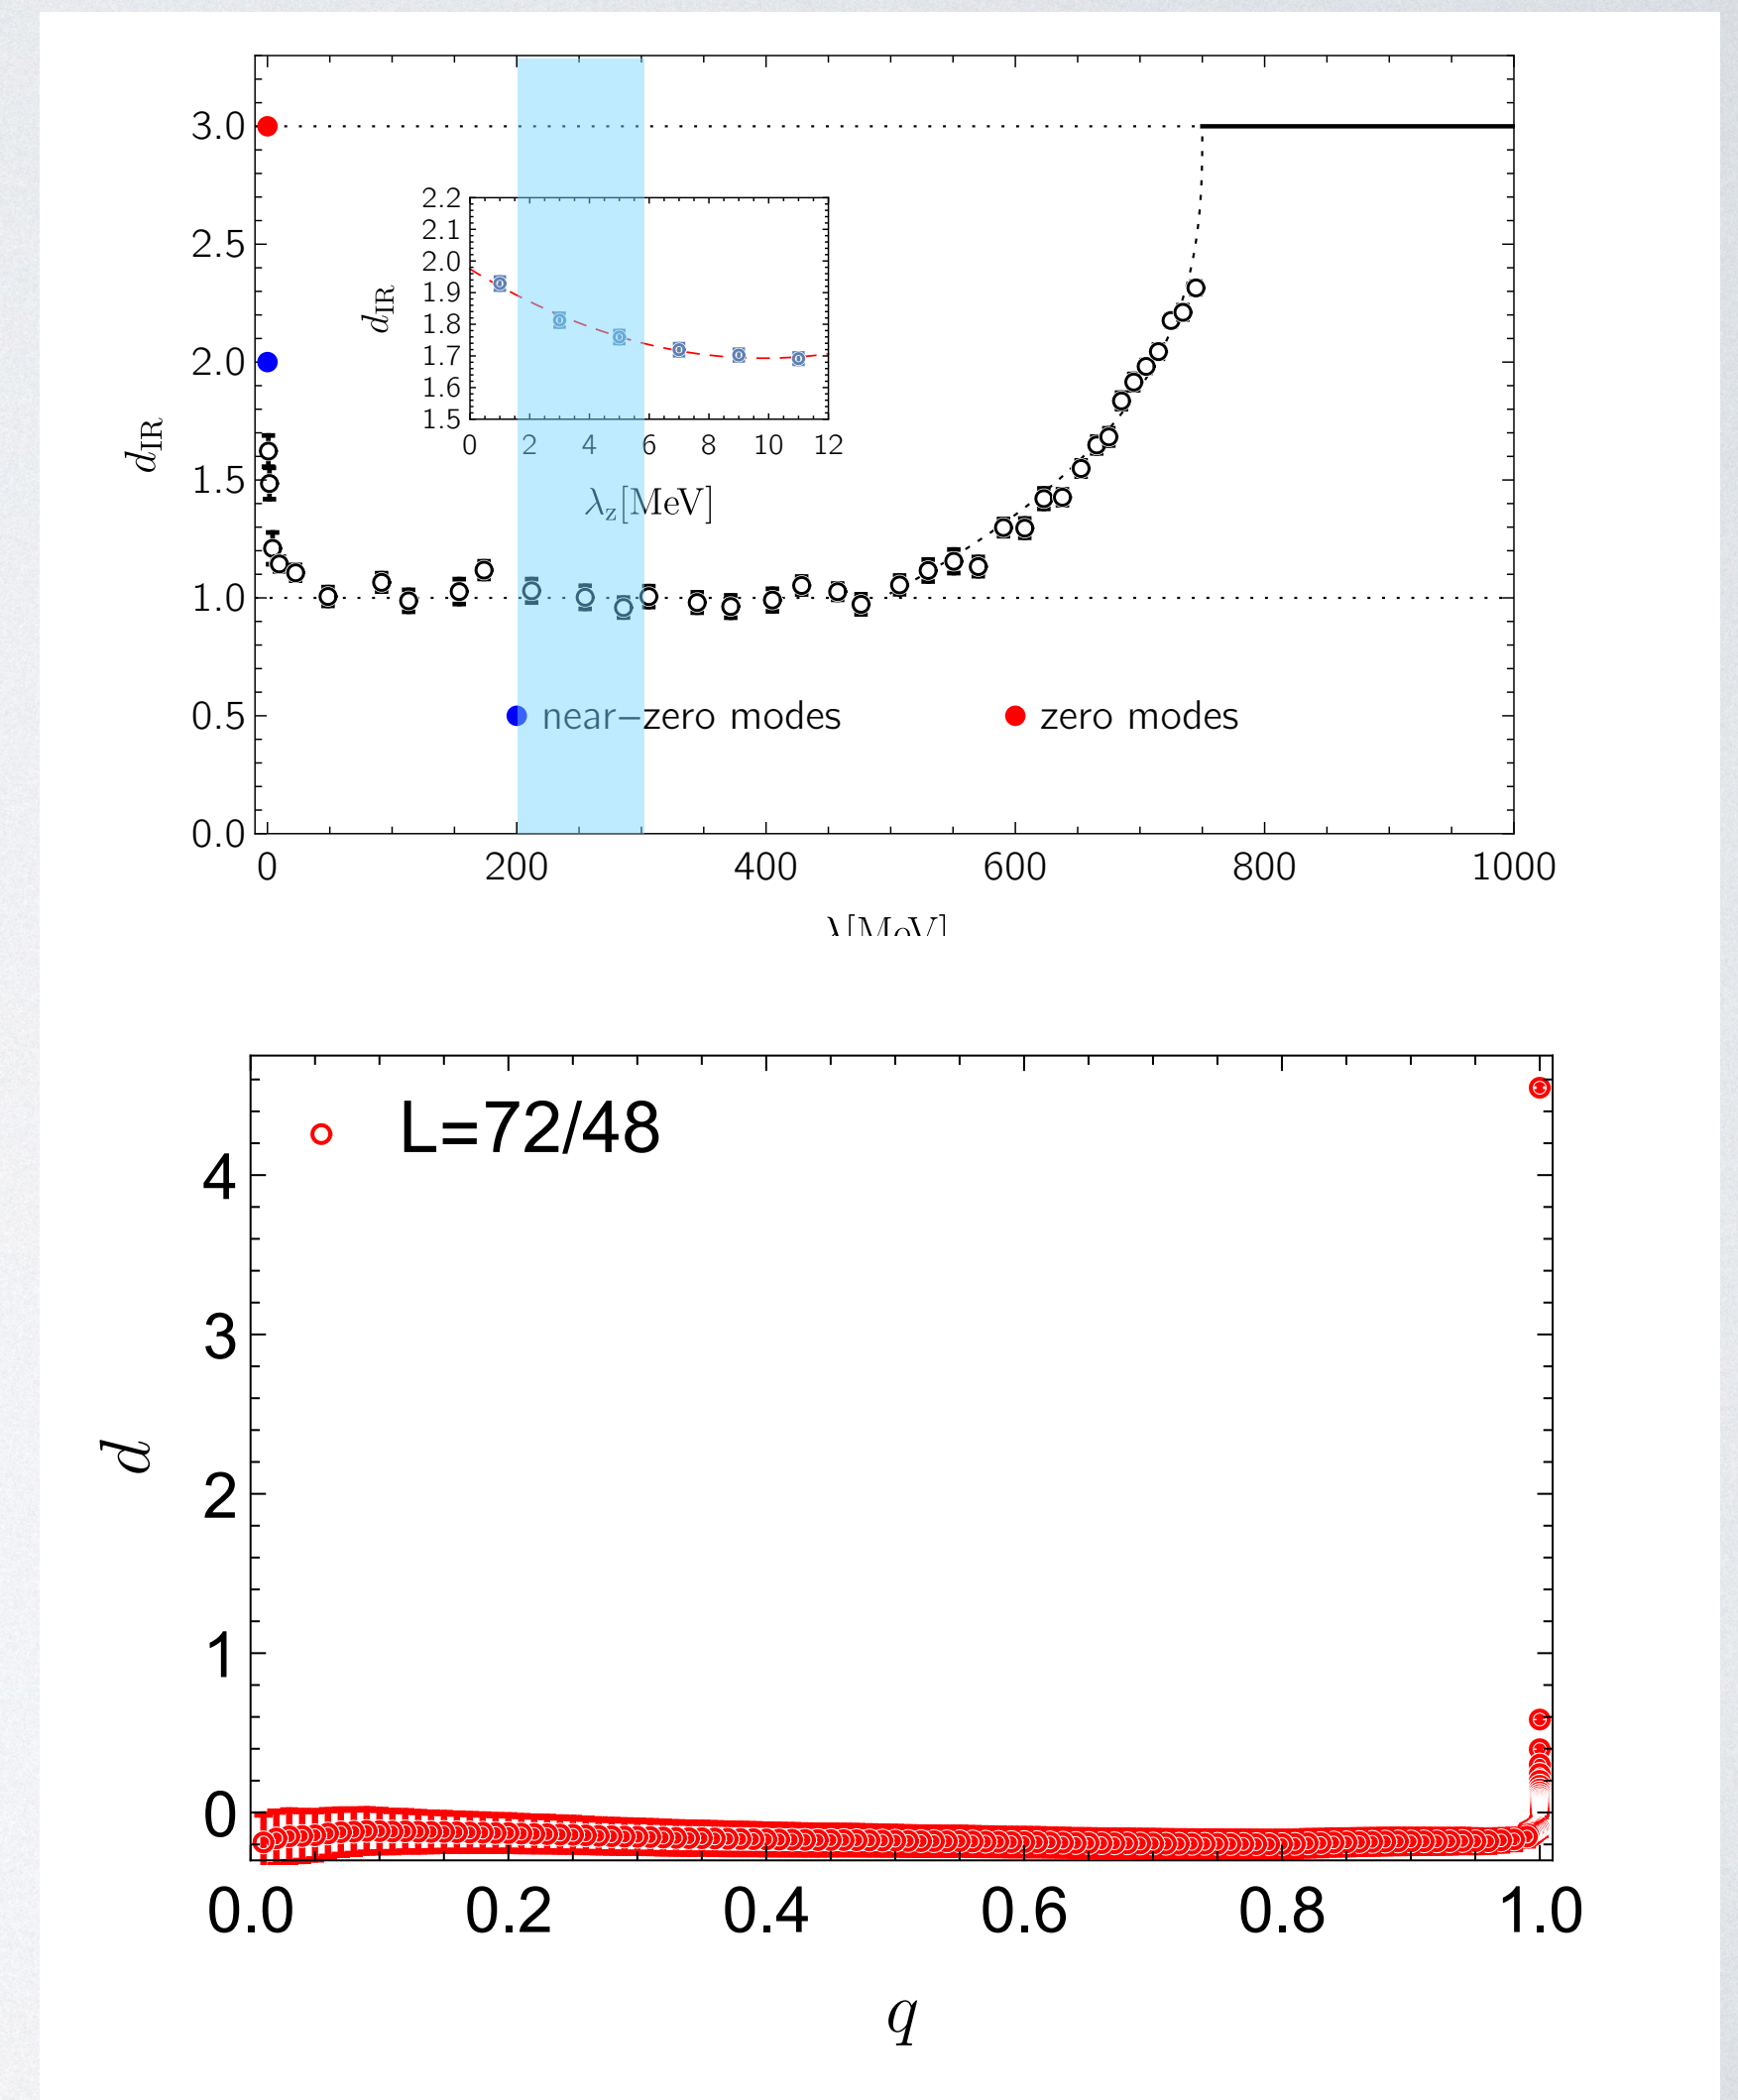 3.0
2.5
2.0
1.5
1.0
0.5
0.0
d_IR
2.2
2.1
2.0
1.9
1.8
1.7
1.6
1.5
d_IR
0 2 4 6 8 10 12
λ_z[MeV]
near–zero modes
zero modes
0 200 400 600 800 1000
λ[MeV]
L=72/48
4
3
2
1
0
d
0.0 0.2 0.4 0.6 0.8 1.0
q